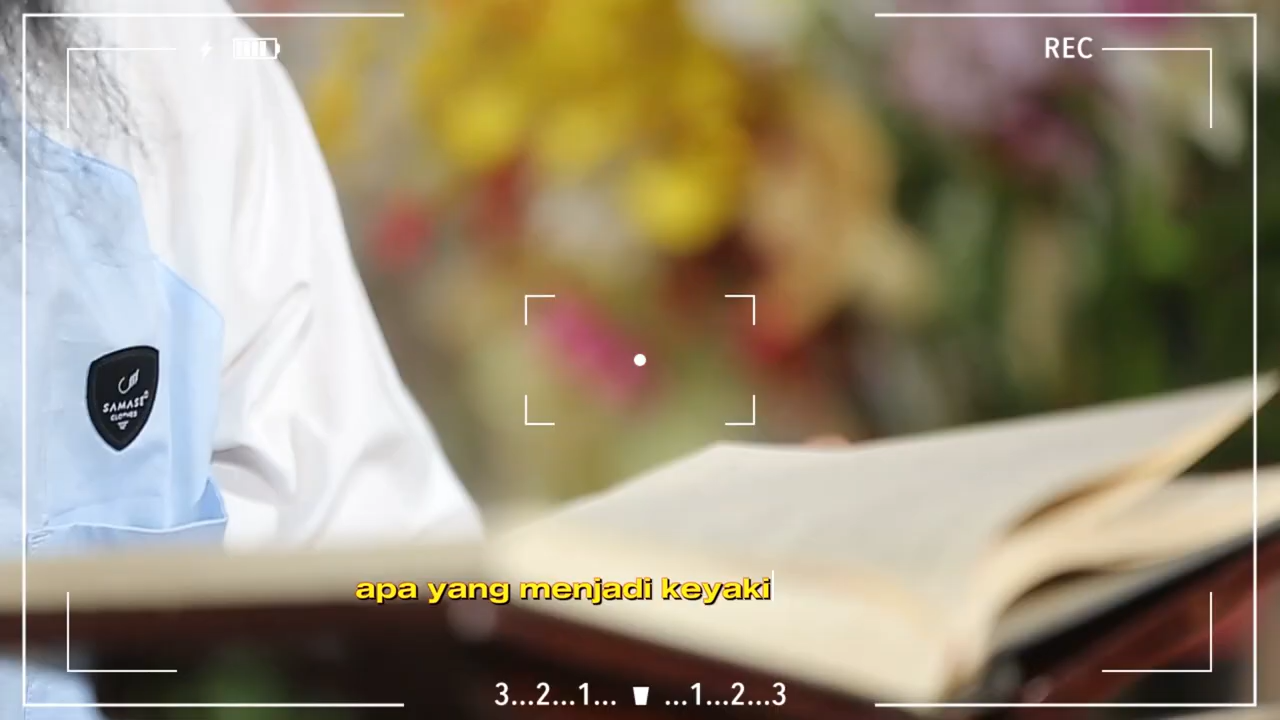 REC
SAMASE
CLOTHES
apa yang menjadi keyaki
3...2...1... ...1...2...3